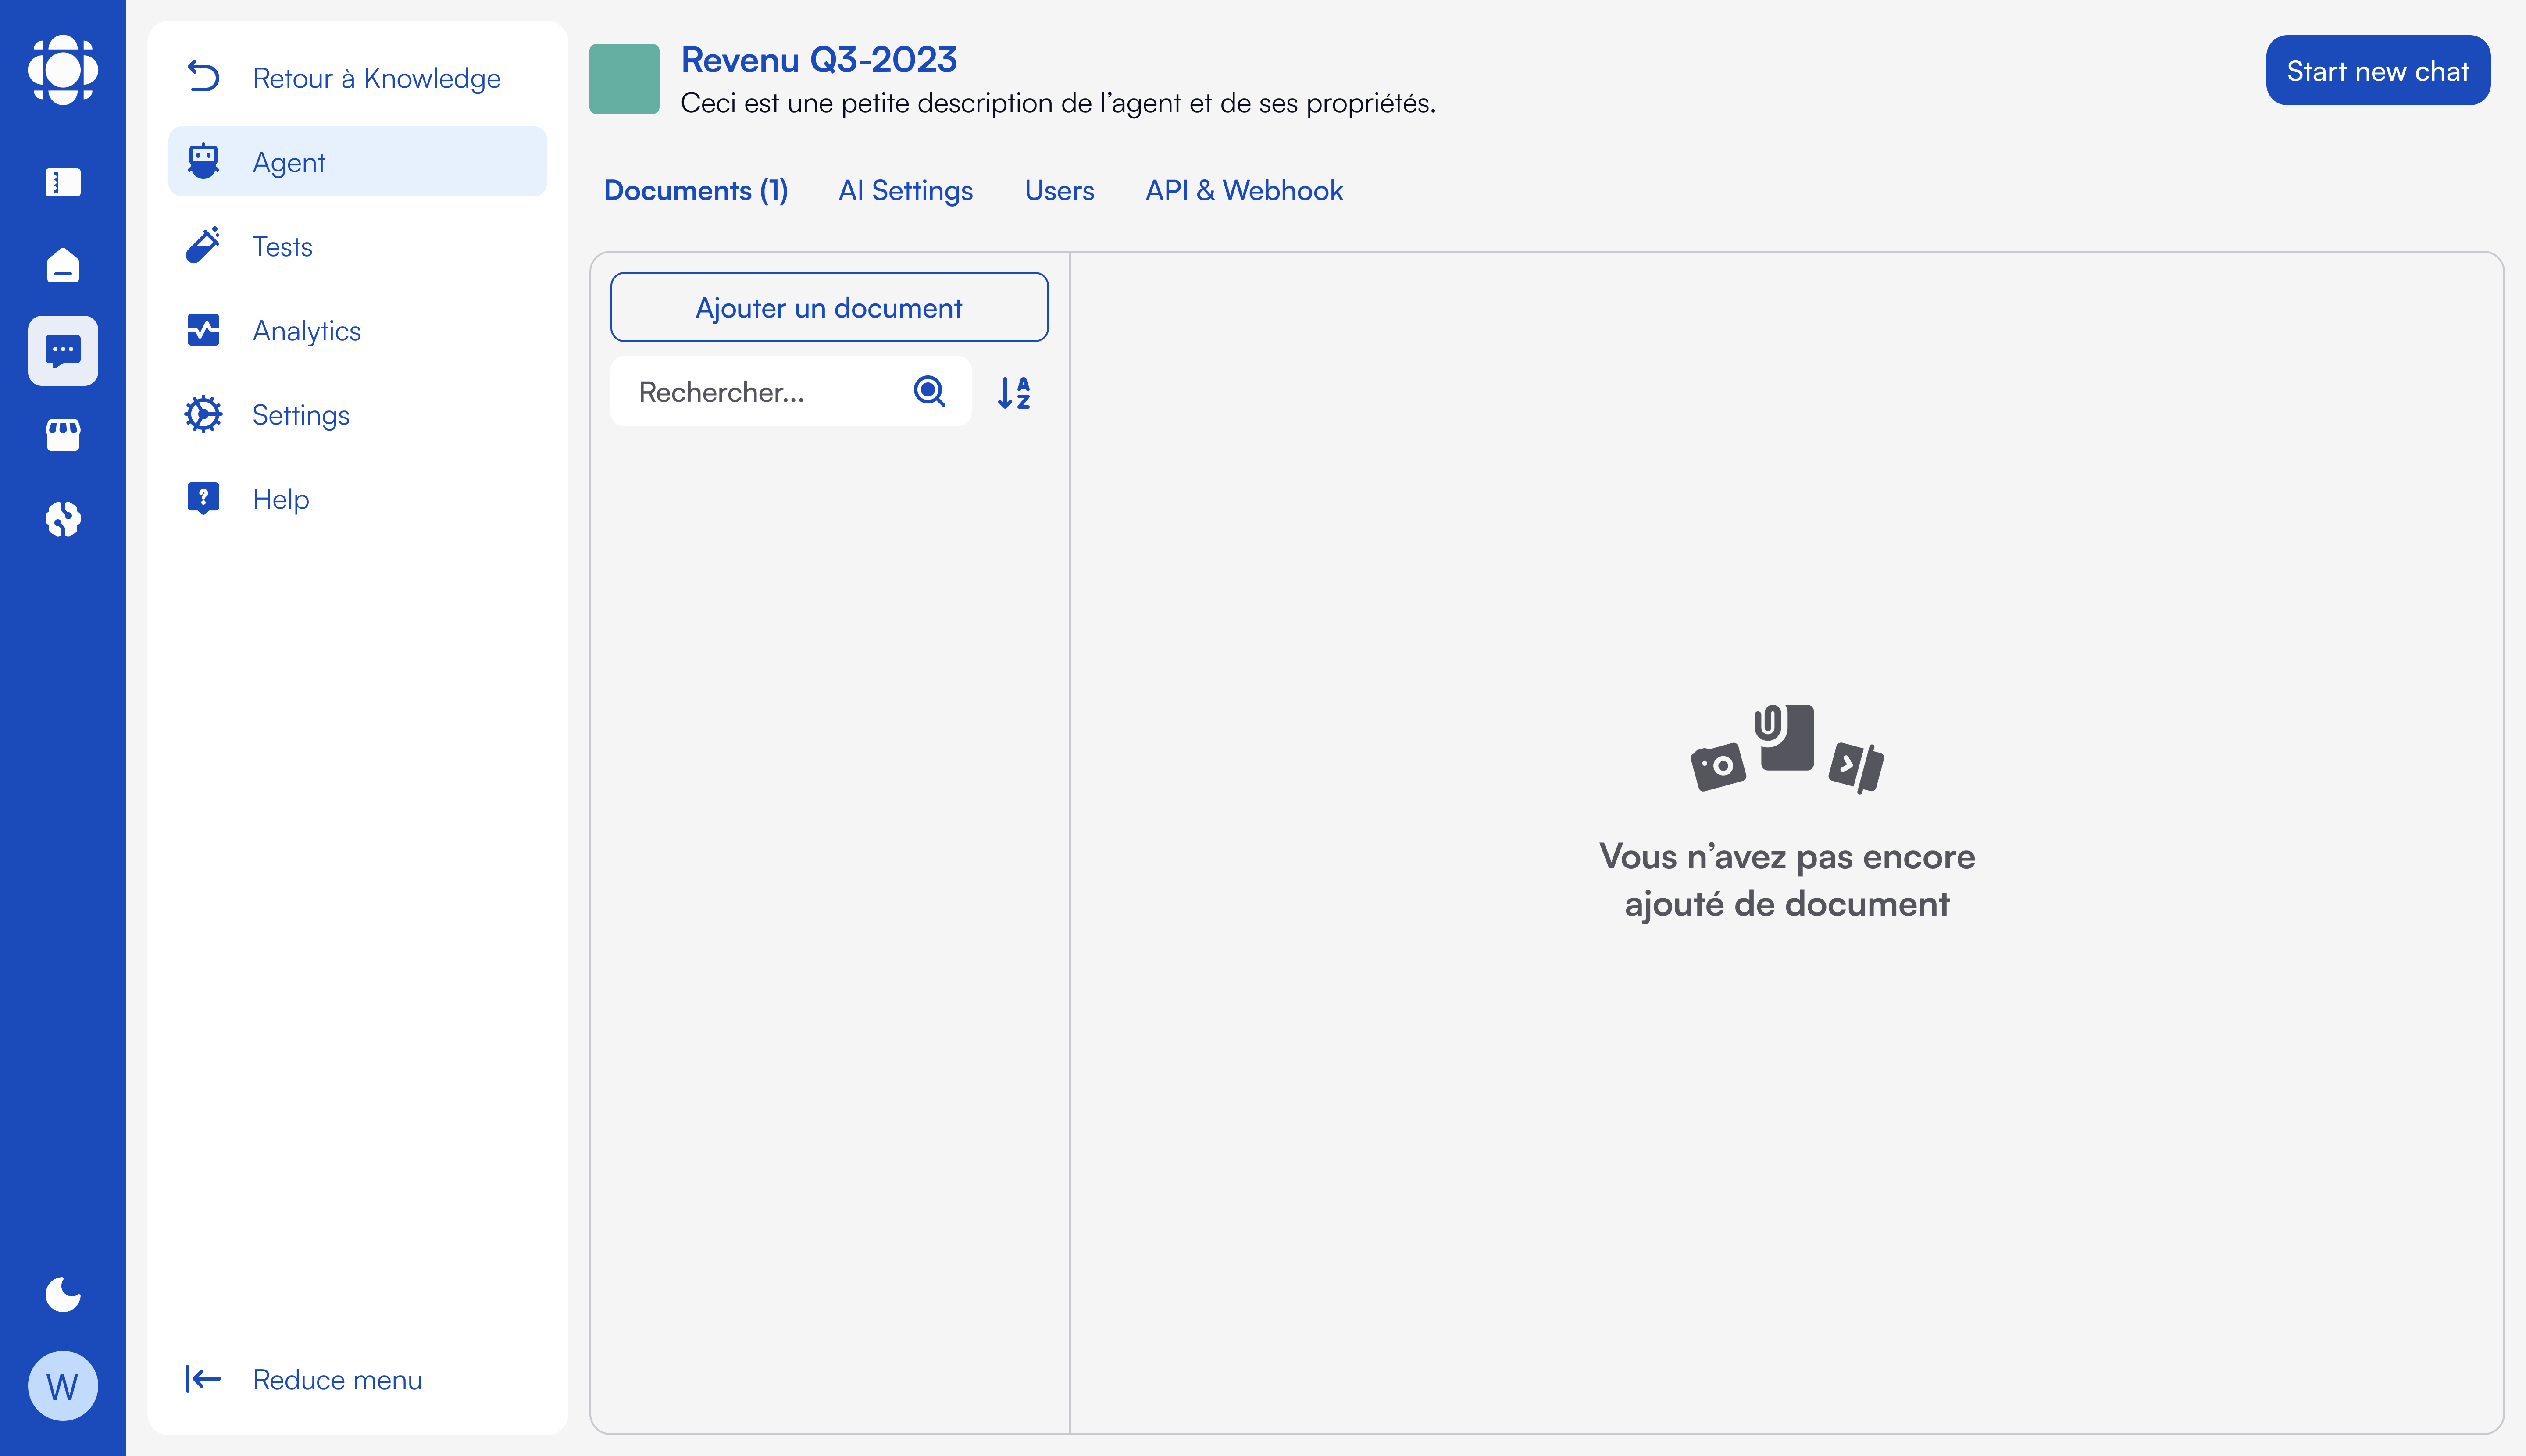 Retour à Knowledge
Agent
Tests
Analytics
Settings
Help
Reduce menu
W
Revenu Q3-2023
Ceci est une petite description de l’agent et de ses propriétés.
Start new chat
Documents (1) AI Settings Users API & Webhook
Ajouter un document
Rechercher...
A
Z
Vous n’avez pas encore
ajouté de document